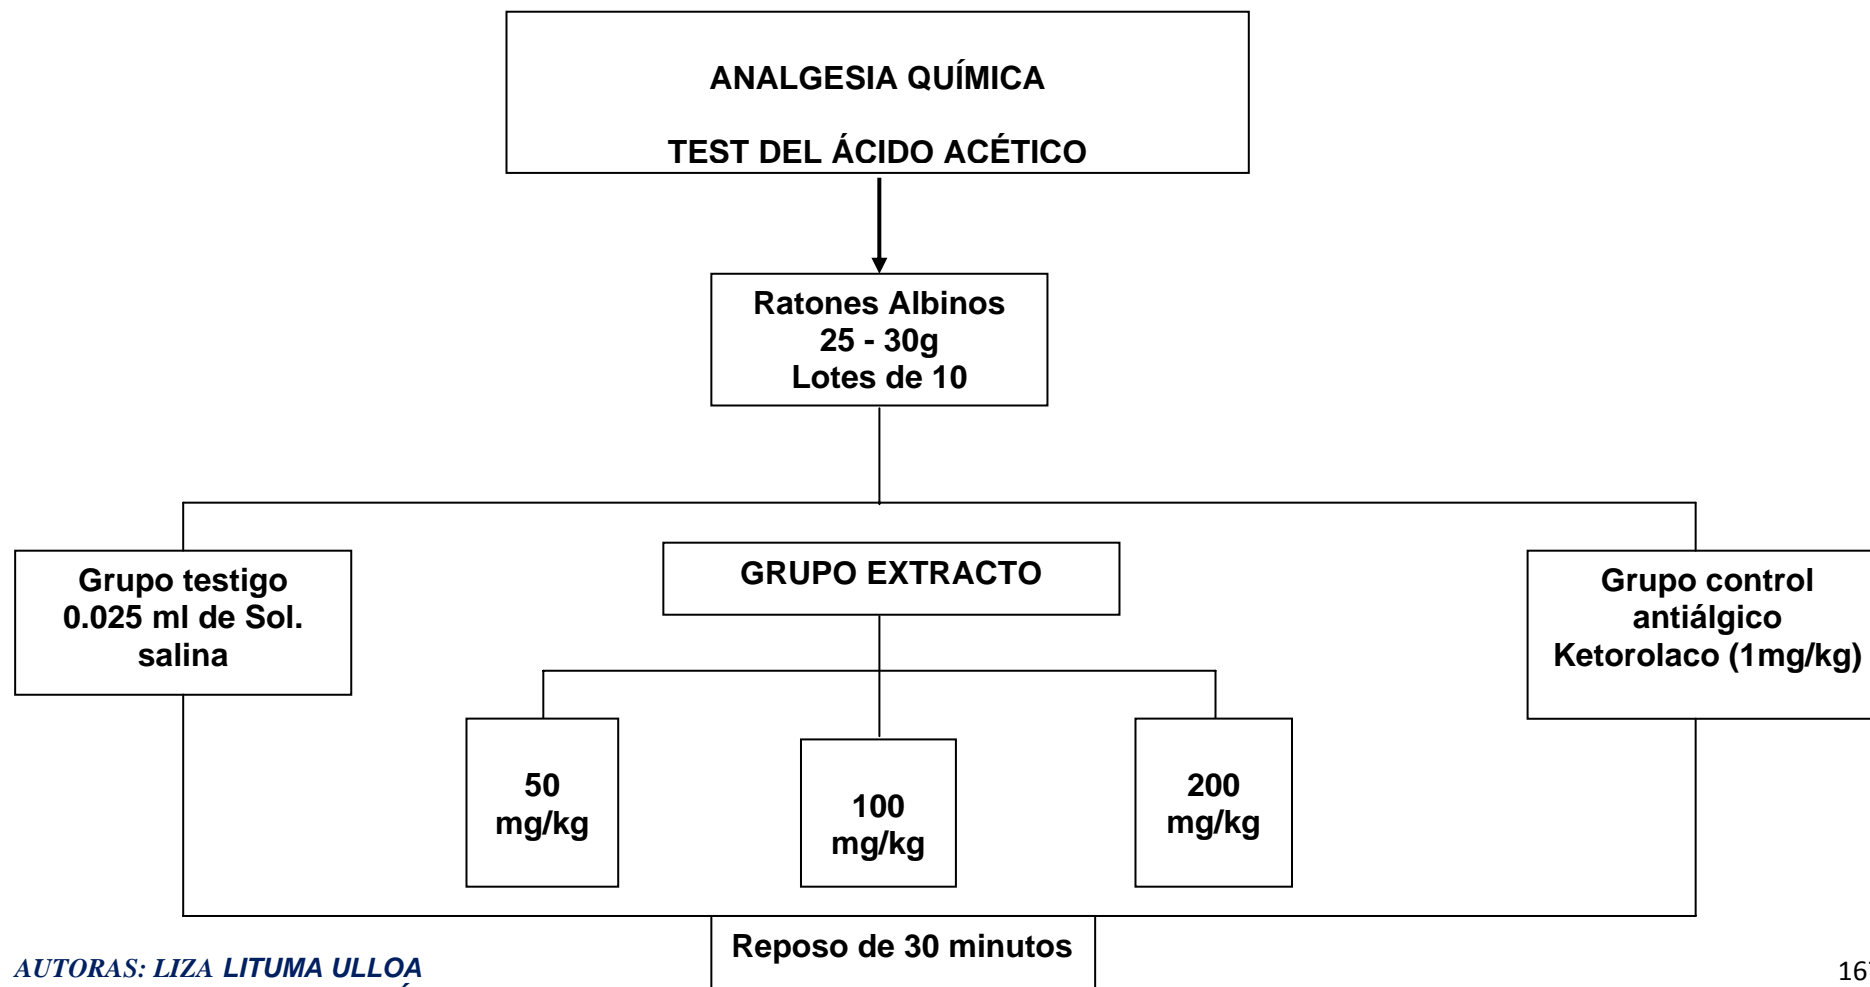 ANALGESIA QUÍMICA
TEST DEL ÁCIDO ACÉTICO
Ratones Albinos
25 - 30g
Lotes de 10
Grupo testigo
0.025 ml de Sol.
salina
GRUPO EXTRACTO
Grupo control
antiálgico
Ketorolaco (1mg/kg)
50
mg/kg
100
mg/kg
200
mg/kg
Reposo de 30 minutos
AUTORAS: LIZA LITUMA ULLOA
167